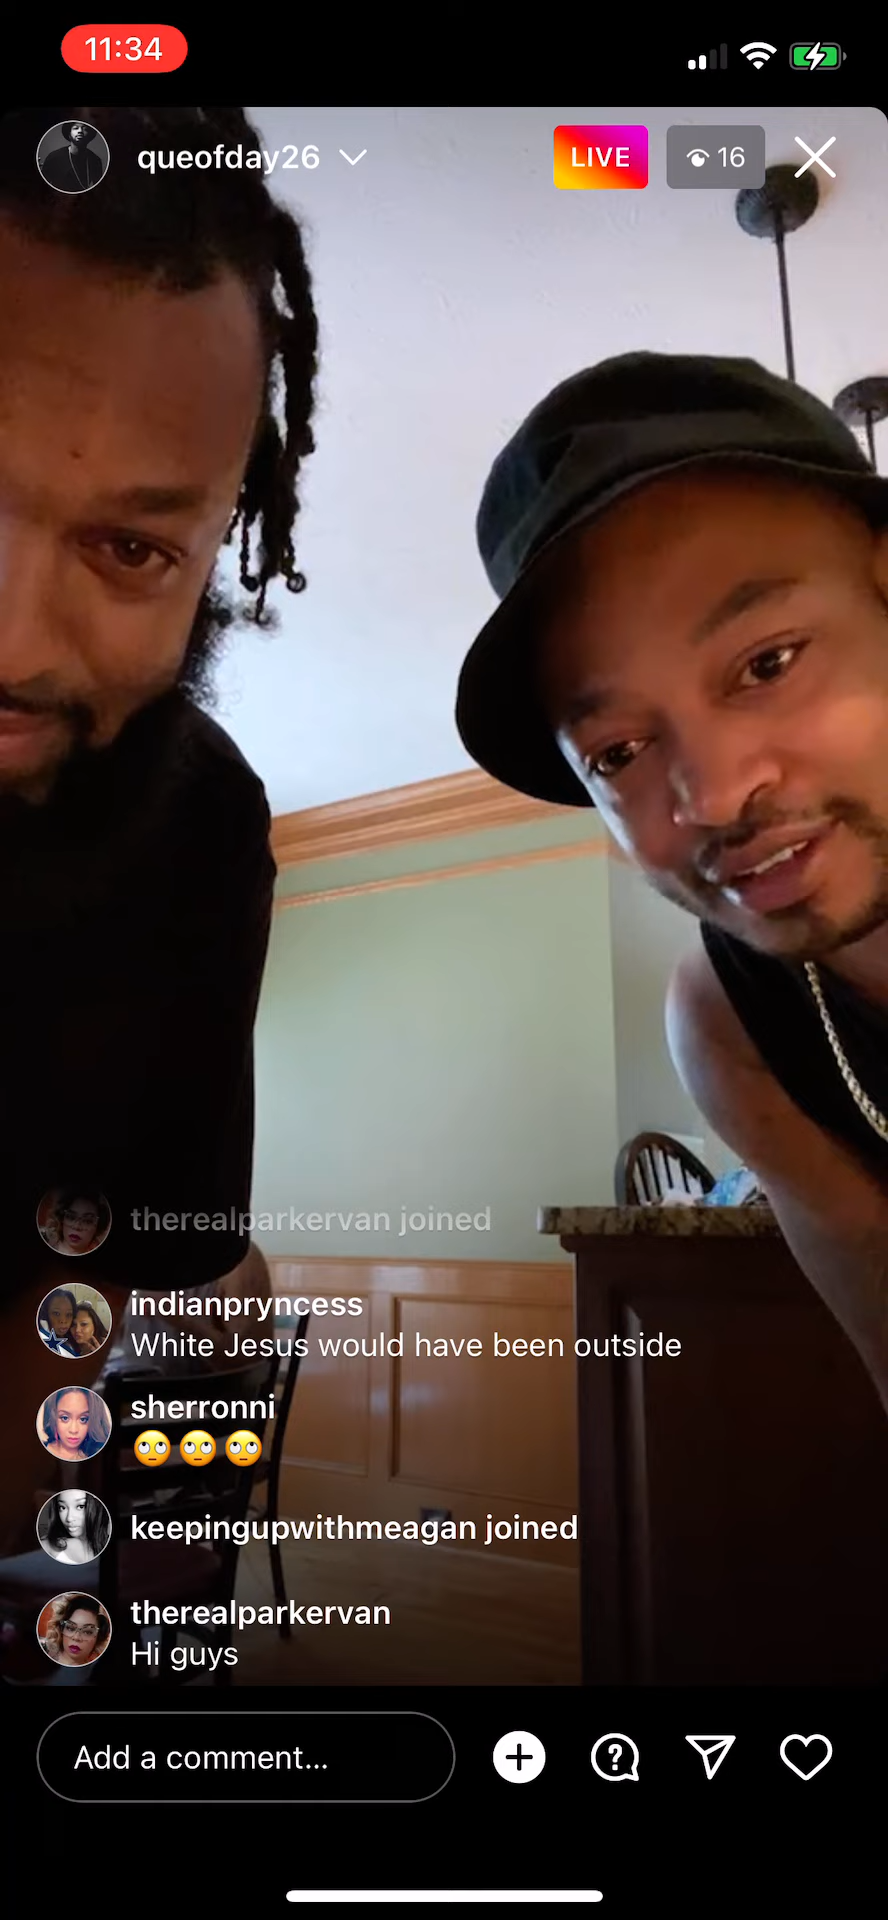 11:34
queofday26
LIVE
16
therealparkervan joined
indianpryncess
White Jesus would have been outside
sherronni
🙄🙄🙄
keepingupwithmeagan joined
therealparkervan
Hi guys
Add a comment...